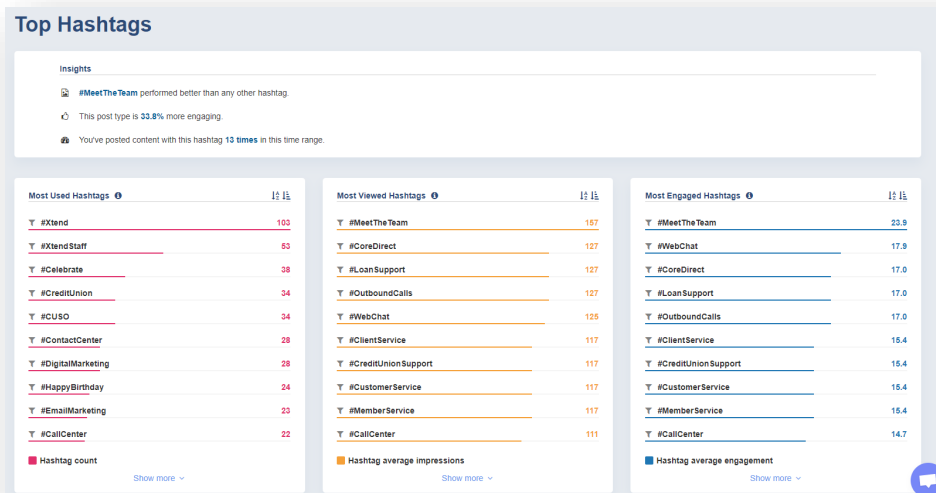 Top Hashtags
Insights
#MeetTheTeam performed better than any other hashtag.
This post type is 33.8% more engaging.
You've posted content with this hashtag 13 times in this time range.
Most Used Hashtags
#Xtend 103
#XtendStaff 53
#Celebrate 38
#CreditUnion 34
#CUSO 34
#ContactCenter 28
#DigitalMarketing 28
#HappyBirthday 24
#EmailMarketing 23
#CallCenter 22
Hashtag count
Show more
Most Viewed Hashtags
#MeetTheTeam 157
#CoreDirect 127
#LoanSupport 127
#OutboundCalls 127
#WebChat 125
#ClientService 117
#CreditUnionSupport 117
#CustomerService 117
#MemberService 117
#CallCenter 111
Hashtag average impressions
Show more
Most Engaged Hashtags
#MeetTheTeam 23.9
#WebChat 17.9
#CoreDirect 17.0
#LoanSupport 17.0
#OutboundCalls 17.0
#ClientService 15.4
#CreditUnionSupport 15.4
#CustomerService 15.4
#MemberService 15.4
#CallCenter 14.7
Hashtag average engagement
Show more